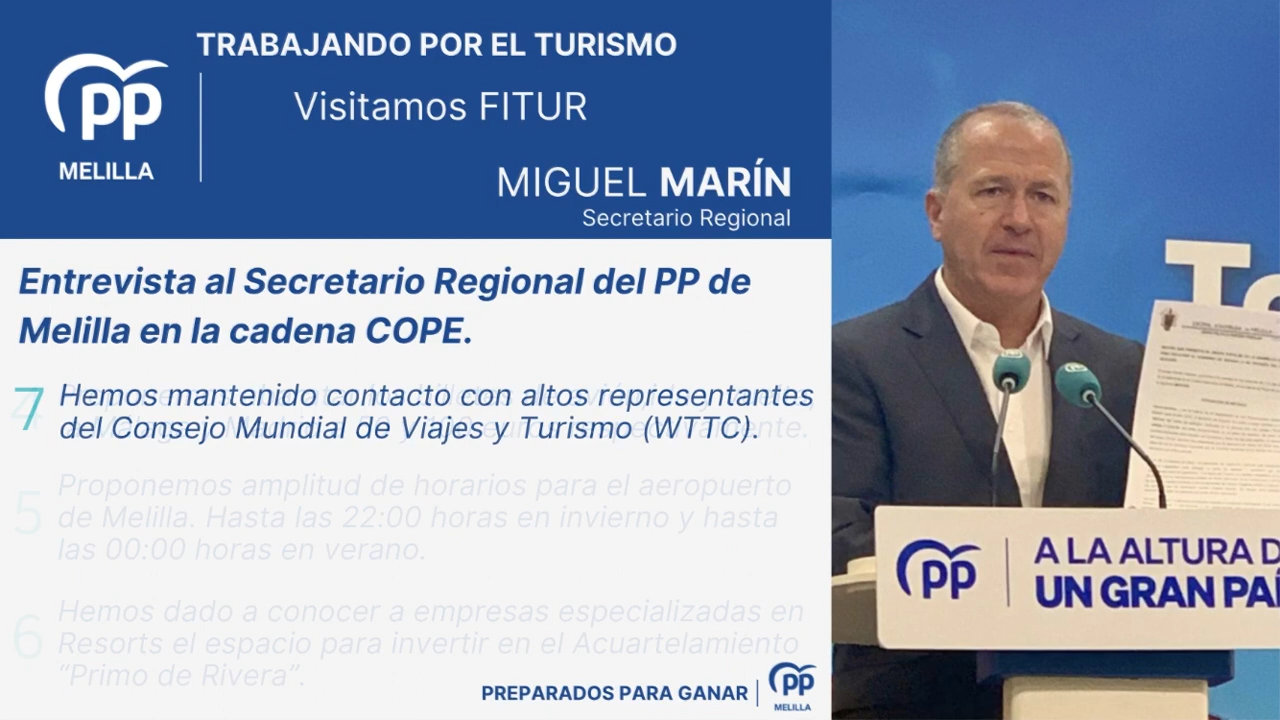 TRABAJANDO POR EL TURISMO
Visitamos FITUR
pp
MELILLA
MIGUEL MARÍN
Secretario Regional
Entrevista al Secretario Regional del PP de
Melilla en la cadena COPE.
7 Hemos mantenido contacto con altos representantes
del Consejo Mundial de Viajes y Turismo (WTTC).
5 Proponemos amplitud de horarios para el aeropuerto
de Melilla. Hasta las 22:00 horas en invierno y hasta
las 00:00 horas en verano.
6 Hemos dado a conocer a empresas especializadas en
Resorts el espacio para invertir en el Acuartelamiento
“Primo de Rivera”.
PREPARADOS PARA GANAR
pp
MELILLA
pp
A LA ALTURA D
UN GRAN PAÍ